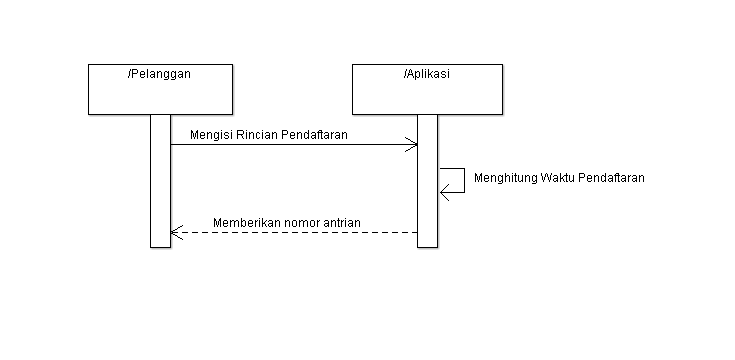 /Pelanggan
/Aplikasi
Mengisi Rincian Pendaftaran
Menghitung Waktu Pendaftaran
Memberikan nomor antrian